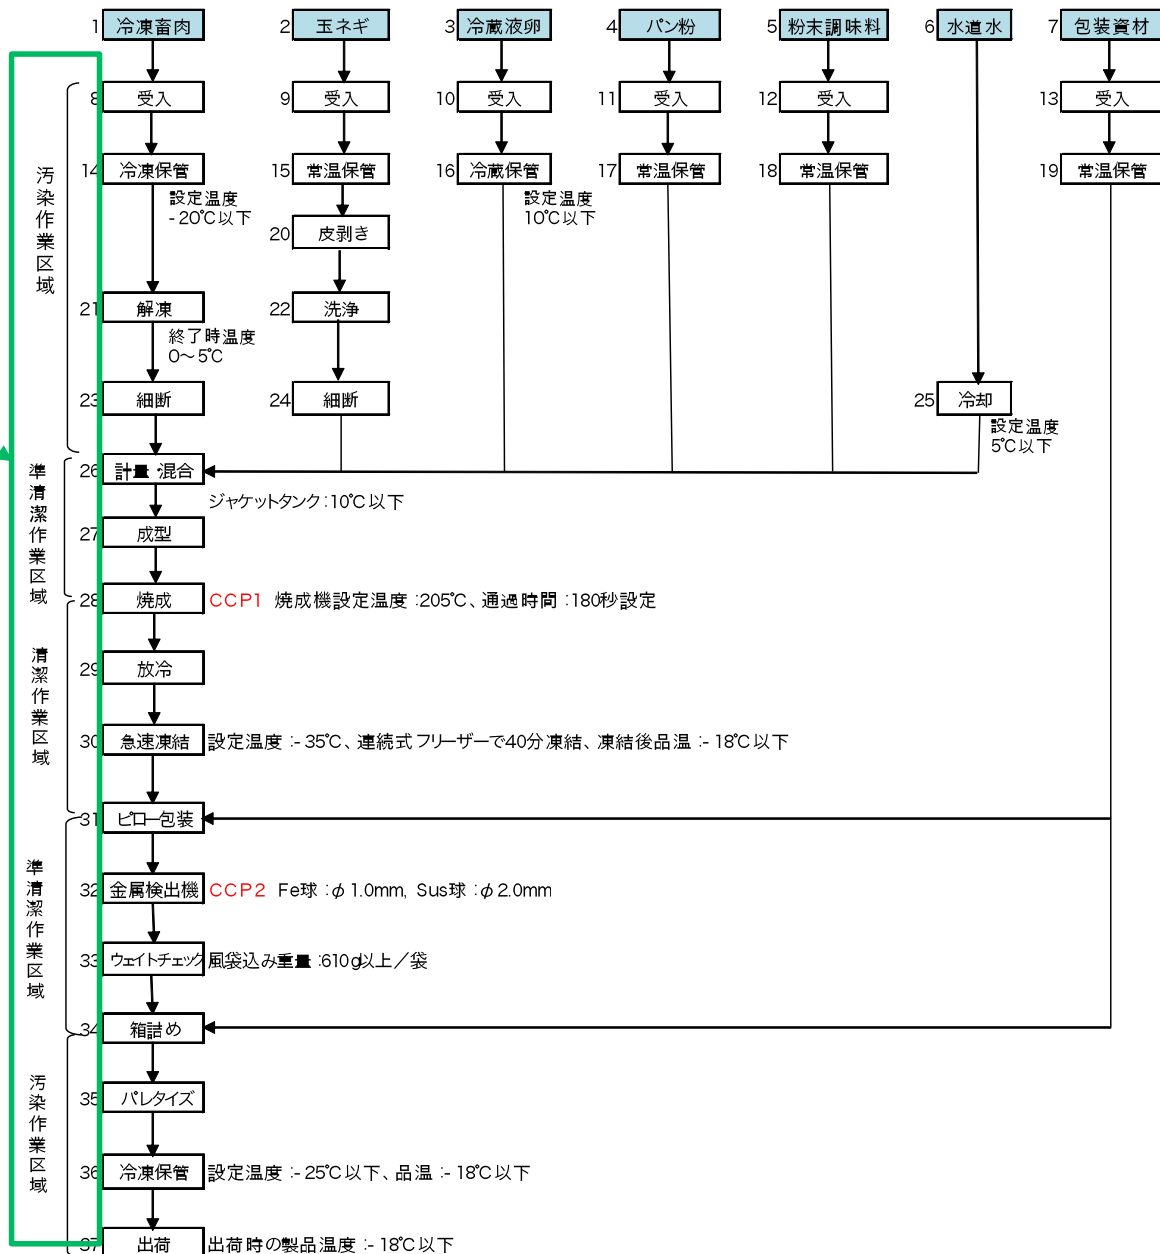 1 冷凍畜肉 2 玉ネギ 3 冷蔵液卵 4 パン粉 5 粉末調味料 6 水道水 7 包装資材
8 受入 9 受入 10 受入 11 受入 12 受入 13 受入
14 冷凍保管 15 常温保管 16 冷蔵保管 17 常温保管 18 常温保管 19 常温保管
設定温度
-20℃以下
設定温度
10℃以下
20 皮剥き
21 解凍 22 洗浄
終了時温度
0～5℃
23 細断 24 細断 25 冷却
設定温度
5℃以下
汚染作業区域
26 計量・混合
ジャケットタンク:10℃以下
27 成型
準清潔作業区域
28 焼成 CCP1 焼成機設定温度:205℃、通過時間:180秒設定
29 放冷
清潔作業区域
30 急速凍結 設定温度:-35℃、連続式フリーザーで40分凍結、凍結後品温:-18℃以下
31 ピロー包装
32 金属検出機 CCP2 Fe球:φ1.0mm, Sus球:φ2.0mm
準清潔作業区域
33 ウェイトチェック 風袋込み重量:610g以上／袋
34 箱詰め
35 パレタイズ
汚染作業区域
36 冷凍保管 設定温度:-25℃以下、品温:-18℃以下
37 出荷 出荷時の製品温度:-18℃以下